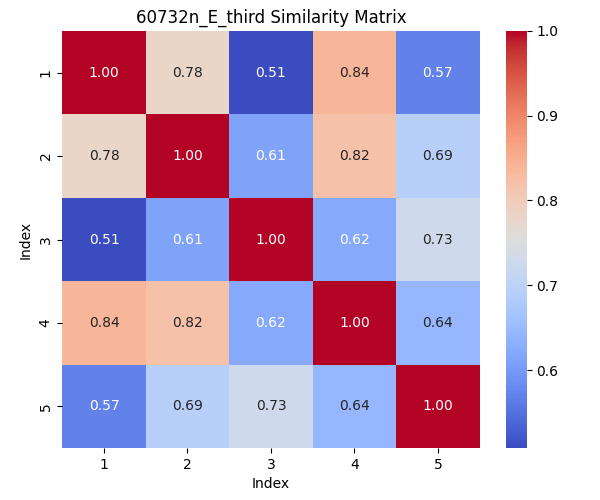 60732n_E_third Similarity Matrix
1 1.00 0.78 0.51 0.84 0.57
2 0.78 1.00 0.61 0.82 0.69
3 0.51 0.61 1.00 0.62 0.73
4 0.84 0.82 0.62 1.00 0.64
5 0.57 0.69 0.73 0.64 1.00
1 2 3 4 5
Index
Index
1.0
0.9
0.8
0.7
0.6